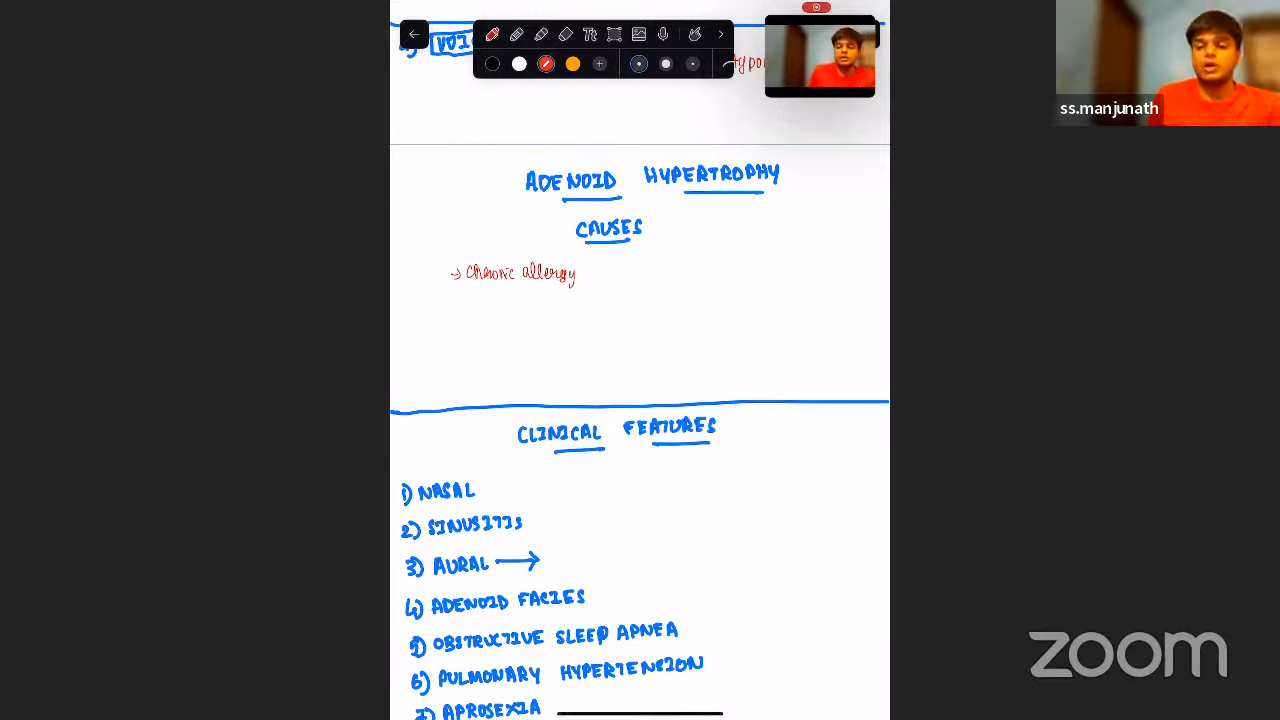 ss.manjunath
ADENOID HYPERTROPHY
CAUSES
→ Chronic allergy
CLINICAL FEATURES
1) NASAL
2) SINUSITIS
3) AURAL →
4) ADENOID FACIES
5) OBSTRUCTIVE SLEEP APNEA
6) PULMONARY HYPERTENSION
7) APROSEXIA
zoom